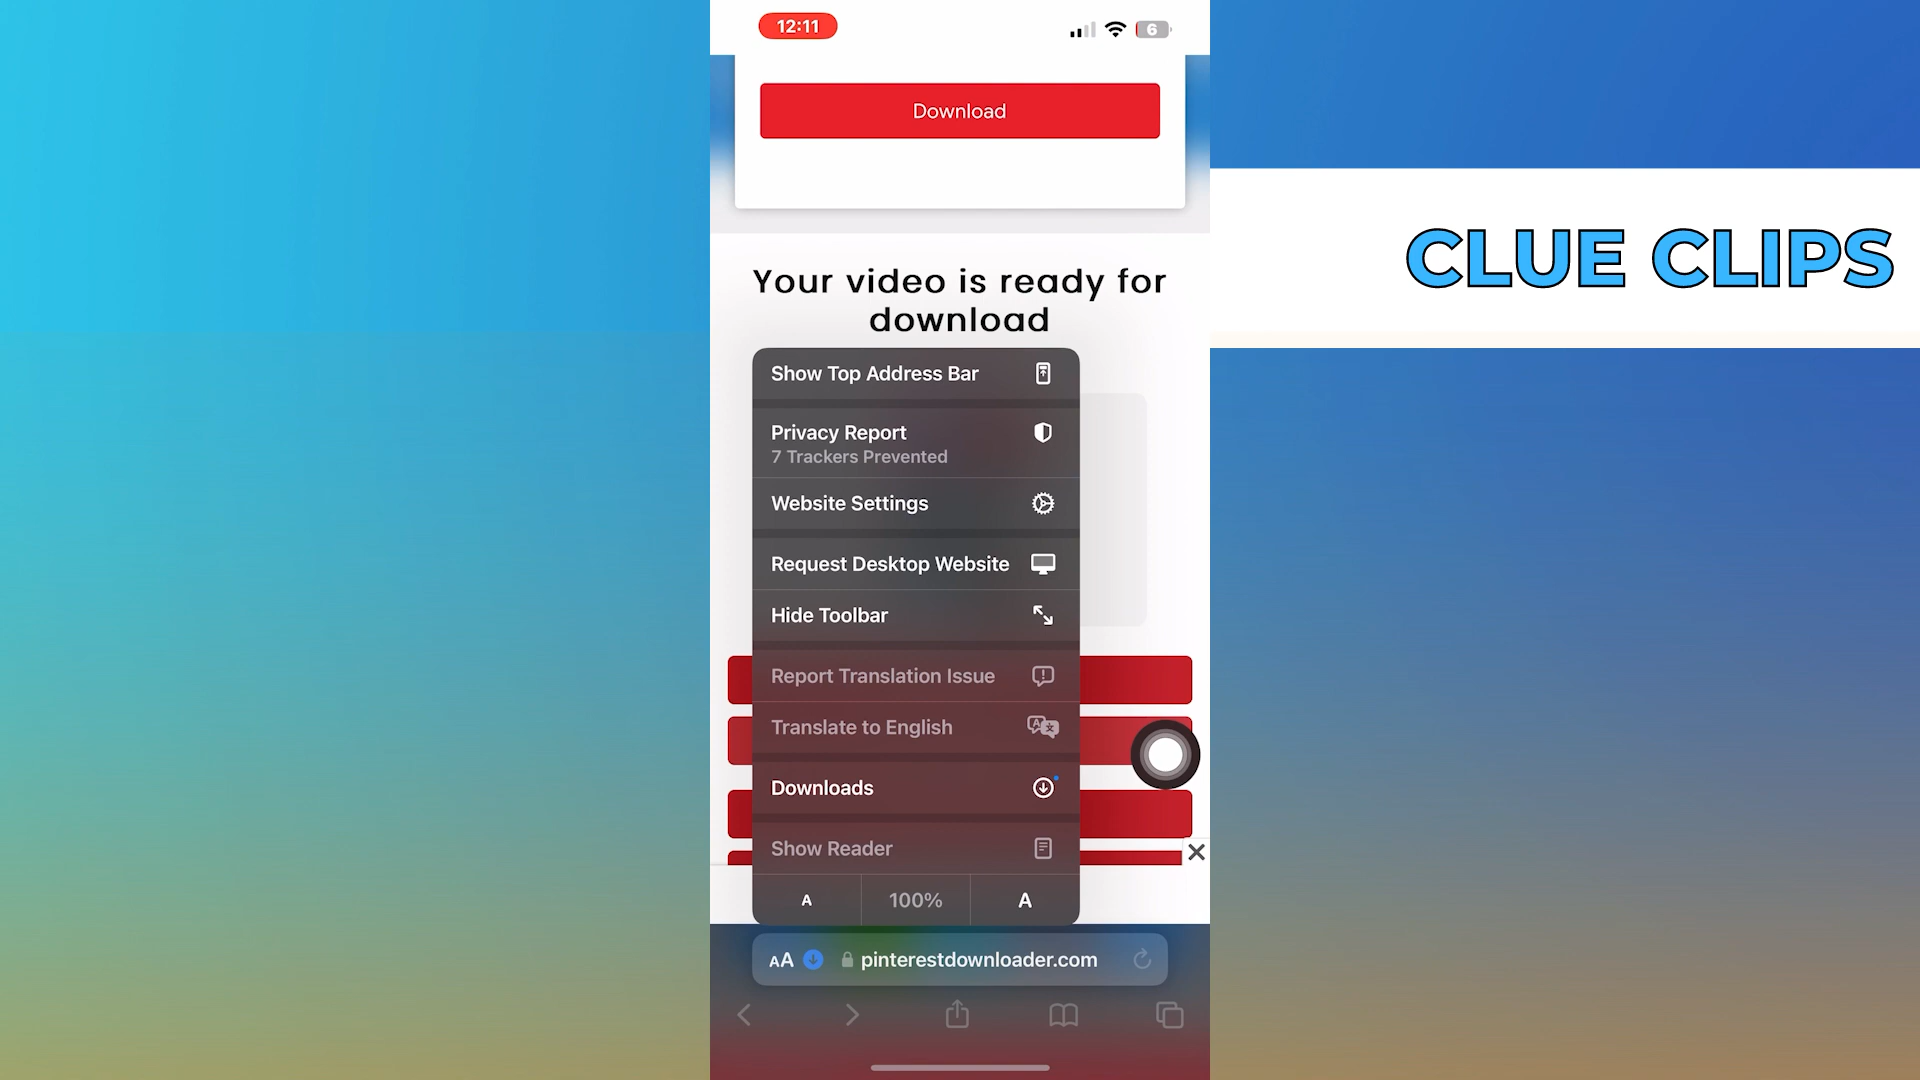 12:11
6
Download
CLUE CLIPS
Your video is ready for
download
Show Top Address Bar
Privacy Report
7 Trackers Prevented
Website Settings
Request Desktop Website
Hide Toolbar
Report Translation Issue
Translate to English
Downloads
Show Reader
A 100% A
AA pinterestdownloader.com